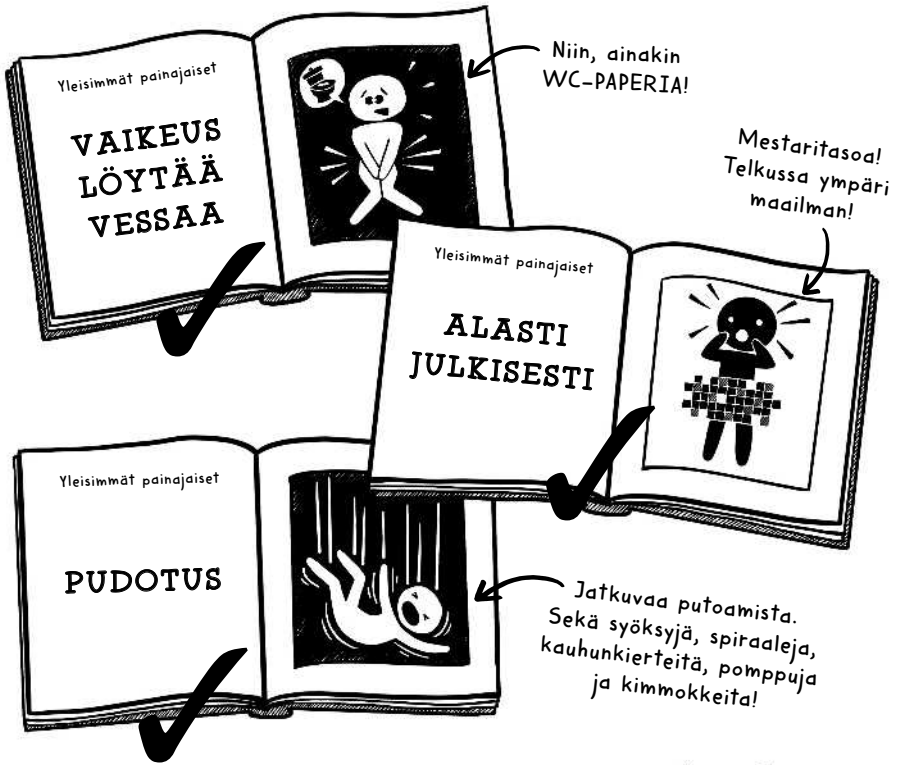 Yleisimmät painajaiset
VAIKEUS
LÖYTÄÄ
VESSAA
Niin, ainakin
WC-PAPERIA!
Mestaritasoa!
Telkussa ympäri
maailman!
Yleisimmät painajaiset
ALASTI
JULKISESTI
Yleisimmät painajaiset
PUDOTUS
Jatkuvaa putoamista.
Sekä syöksyjä, spiraaleja,
kauhunkierteitä, pomppuja
ja kimmokkeita!